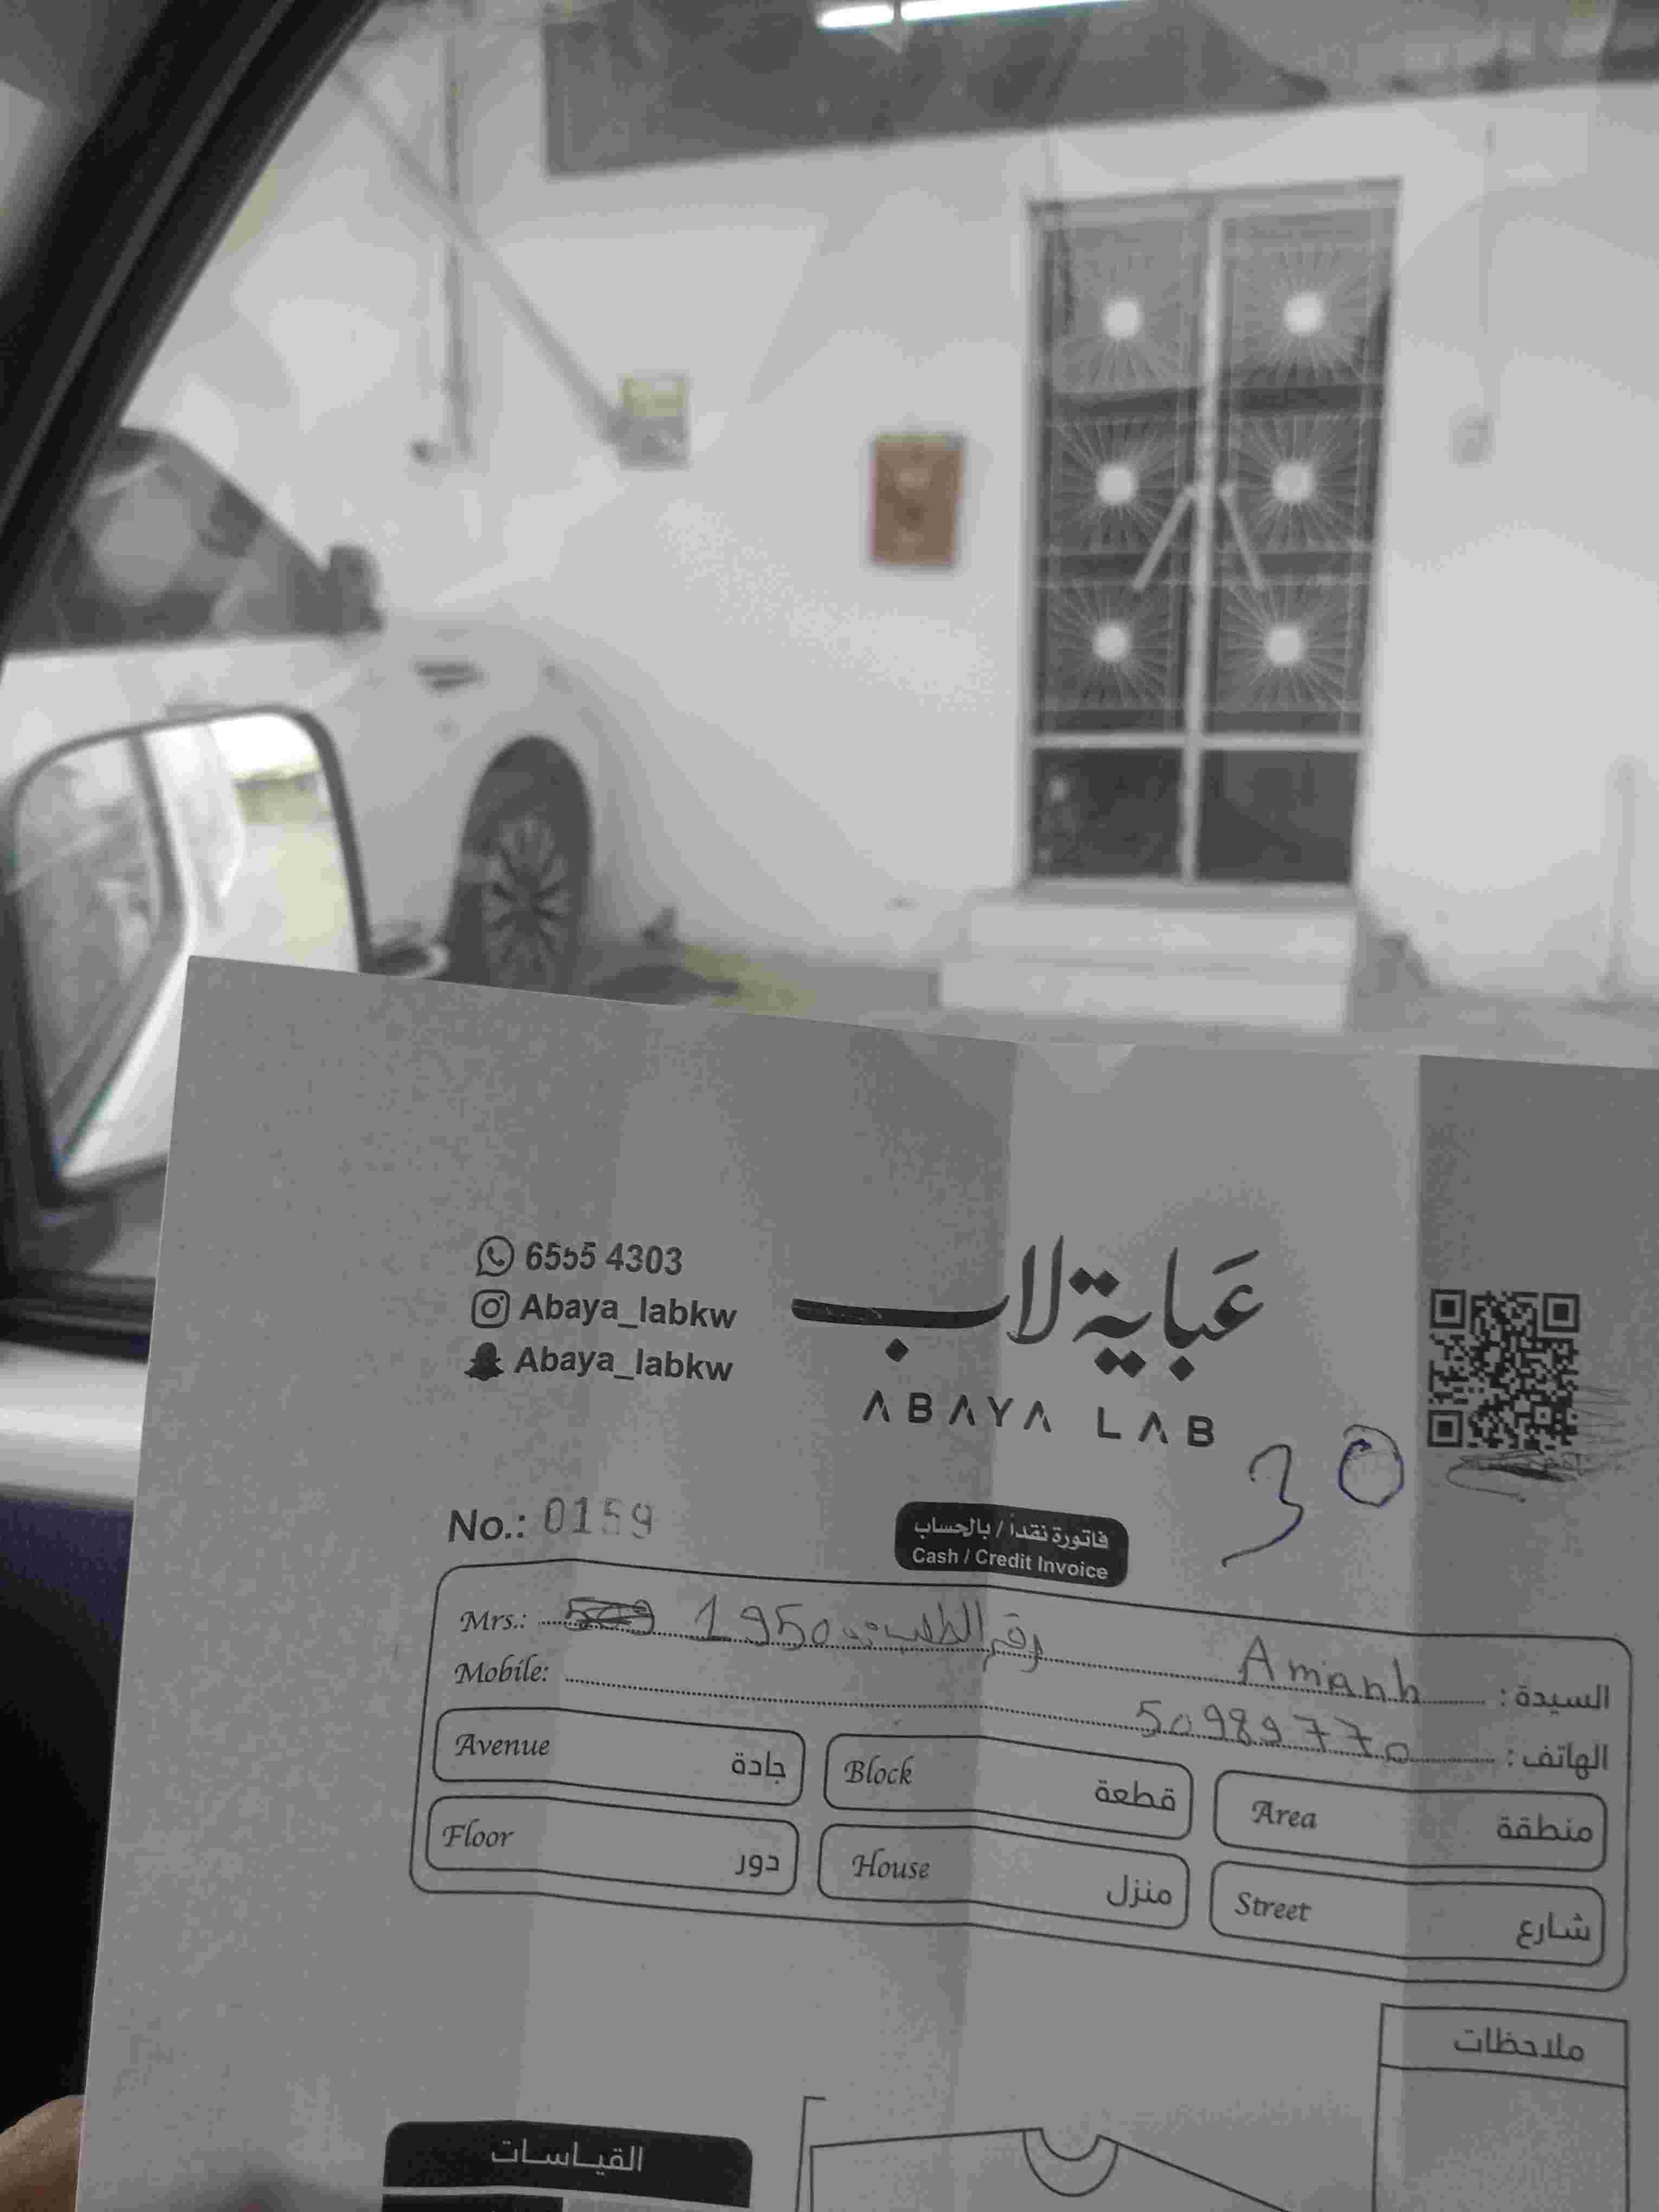 6555 4303
Abaya_labkw
Abaya_labkw
عباية لاب
ABAYA LAB
30
No.: 0159
فاتورة نقداً / بالحساب
Cash / Credit Invoice
Mrs.: 1950 رقم الطلب Amianh السيدة :
Mobile: 50989770 الهاتف :
Avenue جادة Block قطعة Area منطقة
Floor دور House منزل Street شارع
ملاحظات
القياسات